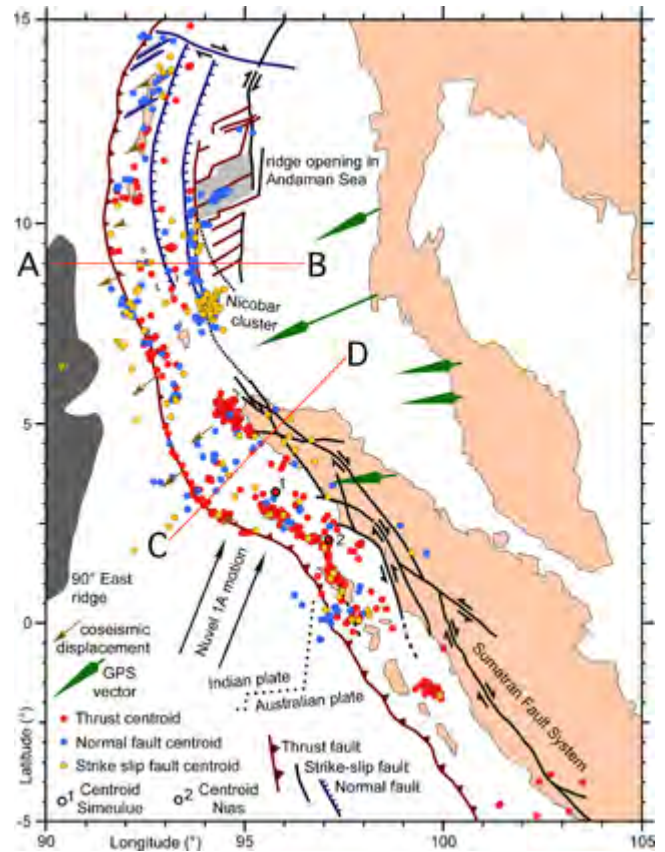 15
ridge opening in
Andaman Sea
10
A
B
Nicobar
cluster
D
5
1
C
2
90° East
ridge
Nuvel 1A motion
coseismic
displacement
0
GPS
vector
Indian plate
Australian plate
Sumatran Fault System
Thrust centroid
Normal fault centroid
Strike slip fault centroid
Thrust fault
Strike-slip fault
Normal fault
1 Centroid
Simeulue
2 Centroid
Nias
Latitude (°)
-5
90
Longitude (°)
95
100
105